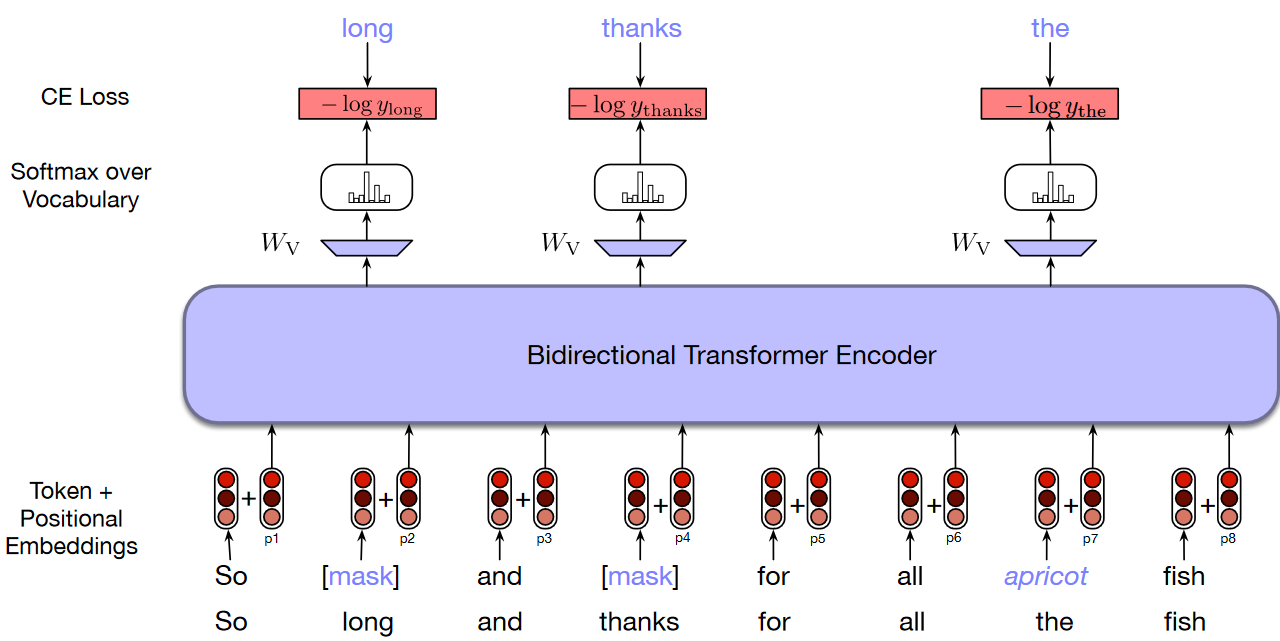 long thanks the
CE Loss
− log y_long − log y_thanks − log y_the
Softmax over
Vocabulary
W_V W_V W_V
Bidirectional Transformer Encoder
Token +
Positional
Embeddings
+ + + + + + + +
p1 p2 p3 p4 p5 p6 p7 p8
So [mask] and [mask] for all apricot fish
So long and thanks for all the fish